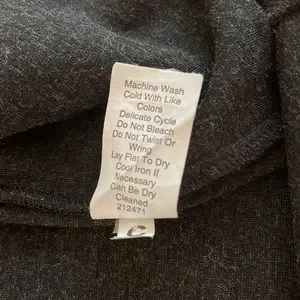 Machine Wash
Cold With Like
Colors
Delicate Cycle
Do Not Bleach
Do Not Twist Or
Wring
Lay Flat To Dry
Cool Iron If
Necessary
Can Be Dry
Cleaned
212471